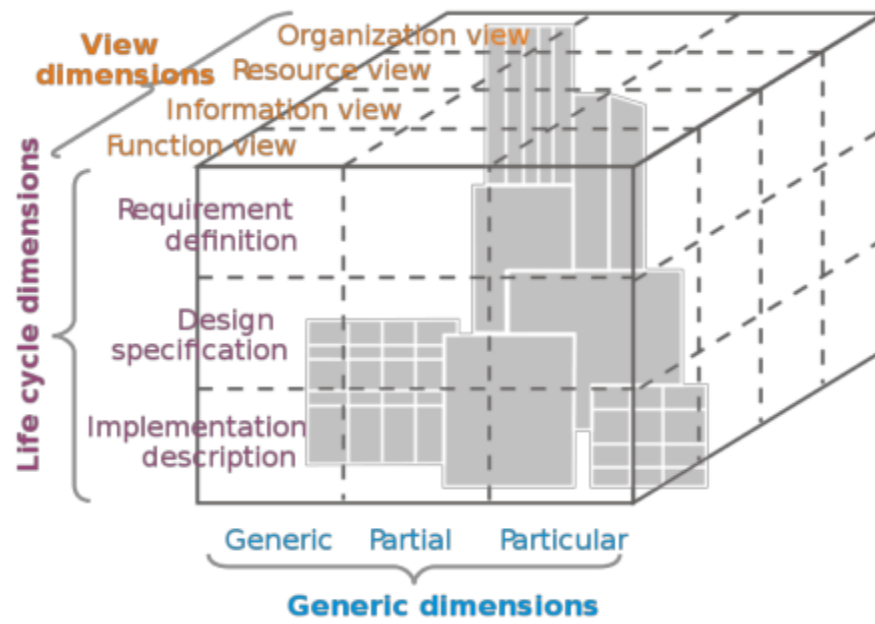 View
dimensions
Organization view
Resource view
Information view
Function view
Life cycle dimensions
Requirement
definition
Design
specification
Implementation
description
Generic
Partial
Particular
Generic dimensions